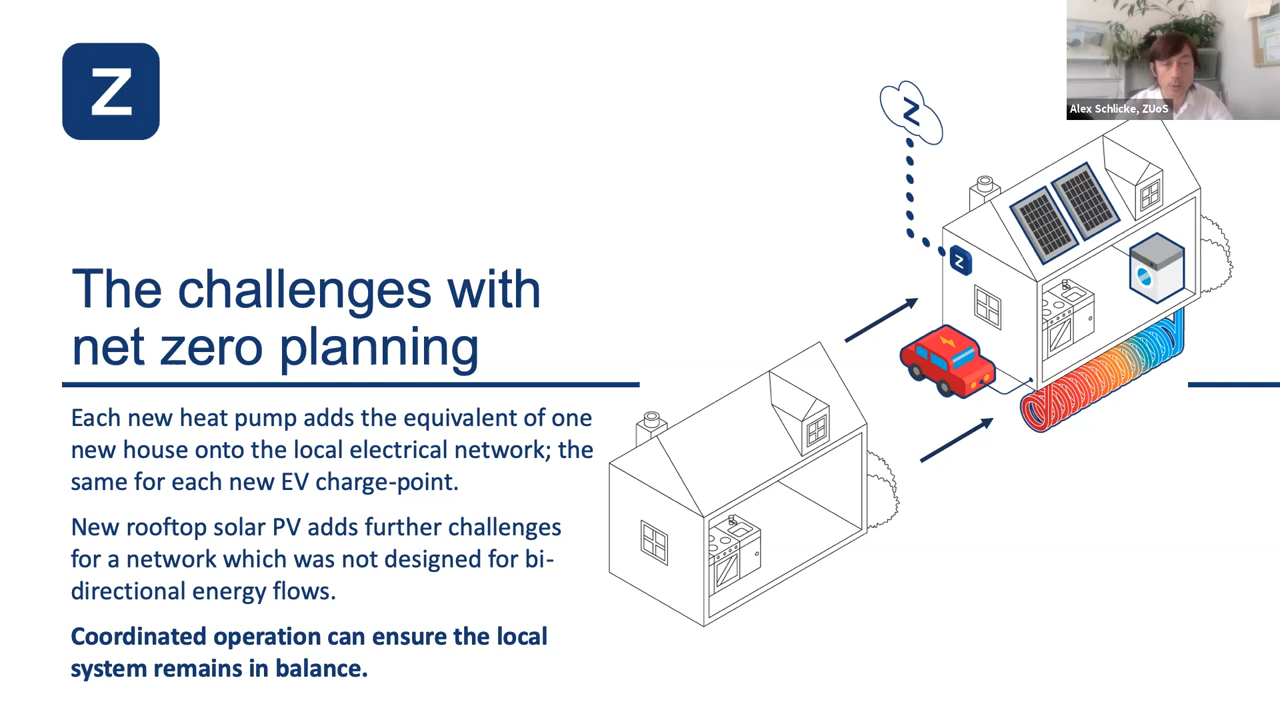 Z
Alex Schlicke, ZUoS
Z
Z
The challenges with
net zero planning
Each new heat pump adds the equivalent of one
new house onto the local electrical network; the
same for each new EV charge-point.
New rooftop solar PV adds further challenges
for a network which was not designed for bi-
directional energy flows.
Coordinated operation can ensure the local
system remains in balance.